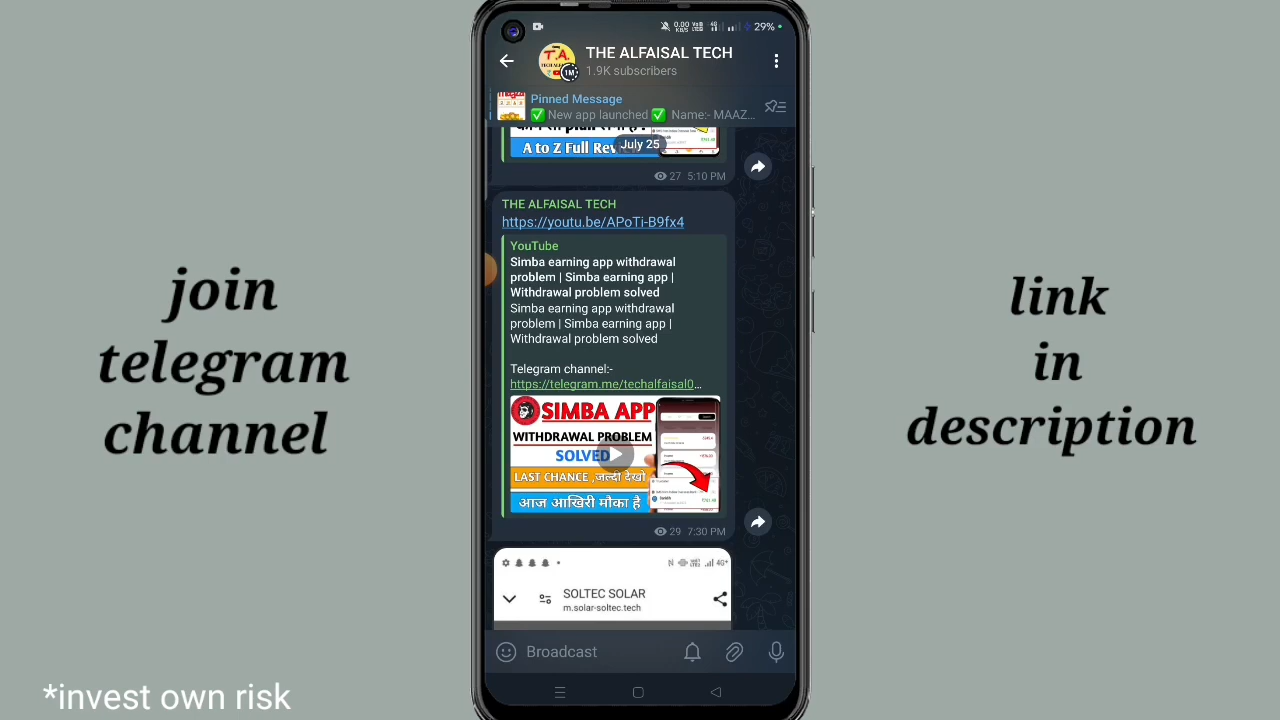 join
telegram
channel
link
in
description
*invest own risk
0.00
KB/S
29%
THE ALFAISAL TECH
1.9K subscribers
Pinned Message
✅ New app launched ✅ Name:- MAAZ...
A to Z Full Rev
July 25
27 5:10 PM
THE ALFAISAL TECH
https://youtu.be/APoTi-B9fx4
YouTube
Simba earning app withdrawal
problem | Simba earning app |
Withdrawal problem solved
Simba earning app withdrawal
problem | Simba earning app |
Withdrawal problem solved
Telegram channel:-
https://telegram.me/techalfaisal0...
SIMBA APP
WITHDRAWAL PROBLEM
SOLVED
LAST CHANCE ,जल्दी देखो
आज आखिरी मौका है
29 7:30 PM
SOLTEC SOLAR
m.solar-soltec.tech
Broadcast